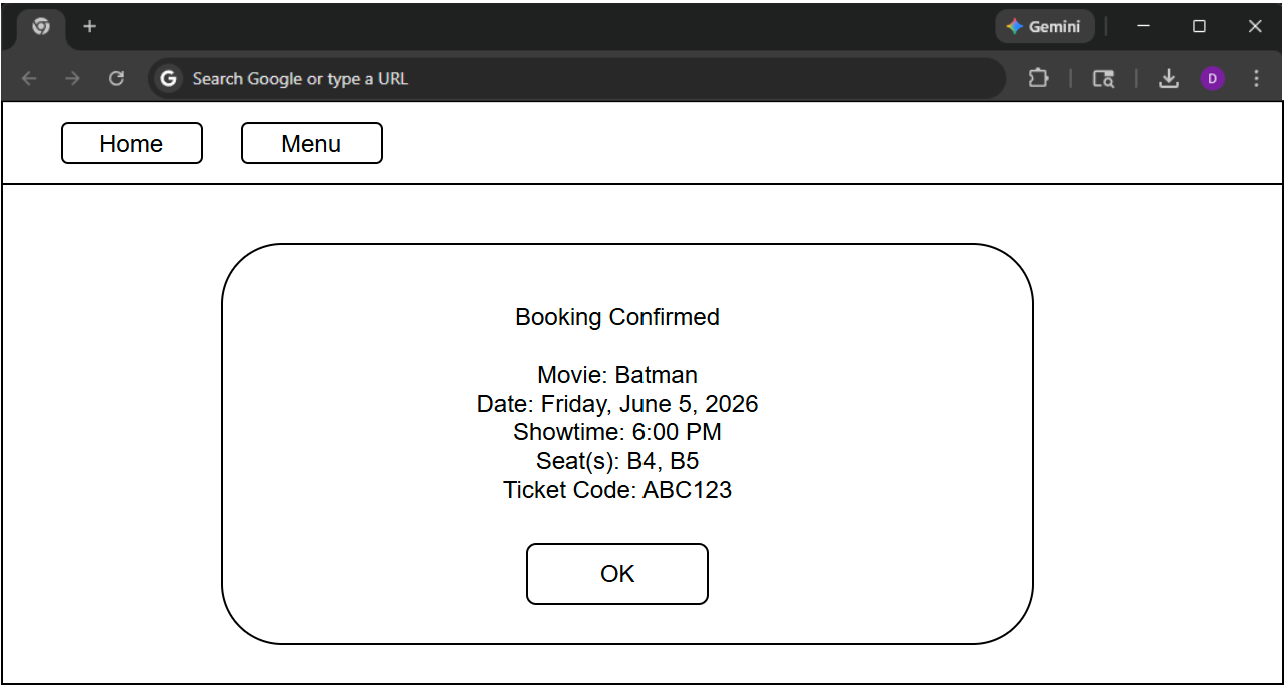 Gemini
Search Google or type a URL
D
Home
Menu
Booking Confirmed
Movie: Batman
Date: Friday, June 5, 2026
Showtime: 6:00 PM
Seat(s): B4, B5
Ticket Code: ABC123
OK